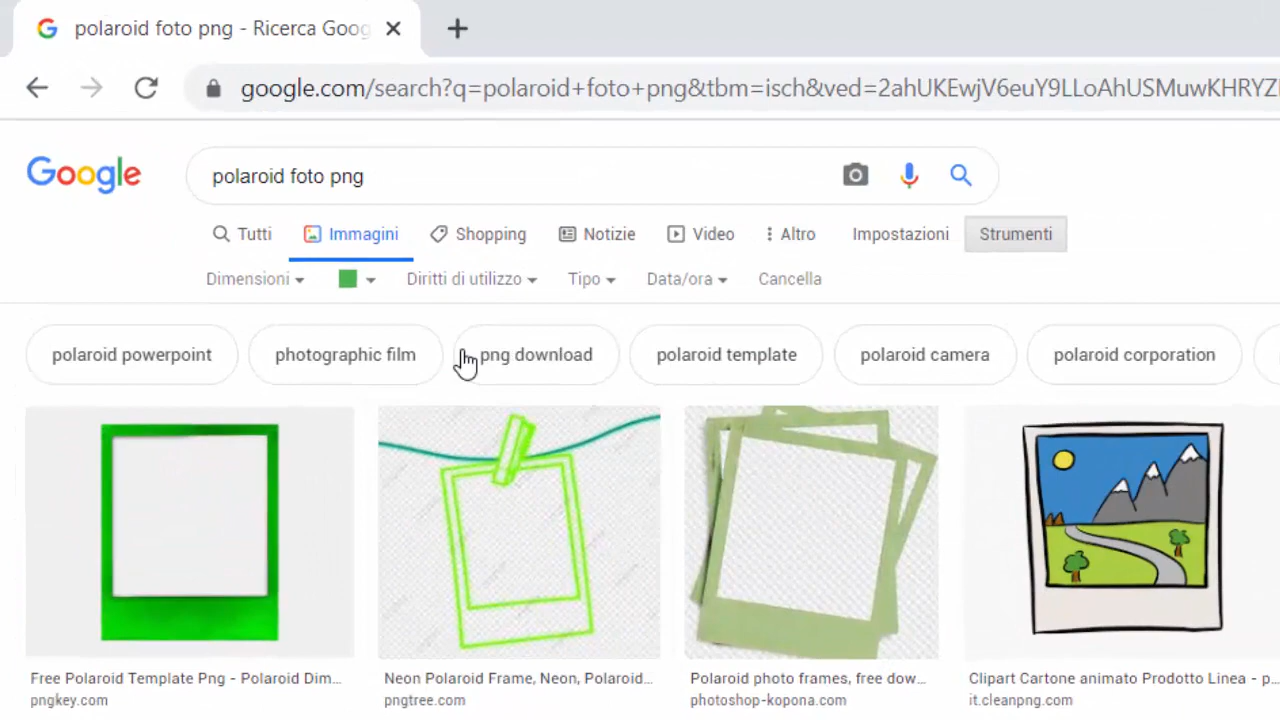 polaroid foto png - Ricerca Goog
google.com/search?q=polaroid+foto+png&tbm=isch&ved=2ahUKEwjV6euY9LLoAhUSMuwKHRYZ
Google
polaroid foto png
Tutti Immagini Shopping Notizie Video Altro Impostazioni Strumenti
Dimensioni Diritti di utilizzo Tipo Data/ora Cancella
polaroid powerpoint photographic film png download polaroid template polaroid camera polaroid corporation
Free Polaroid Template Png - Polaroid Dim... Neon Polaroid Frame, Neon, Polaroid... Polaroid photo frames, free dow... Clipart Cartone animato Prodotto Linea - p...
pngkey.com pngtree.com photoshop-kopona.com it.cleanpng.com